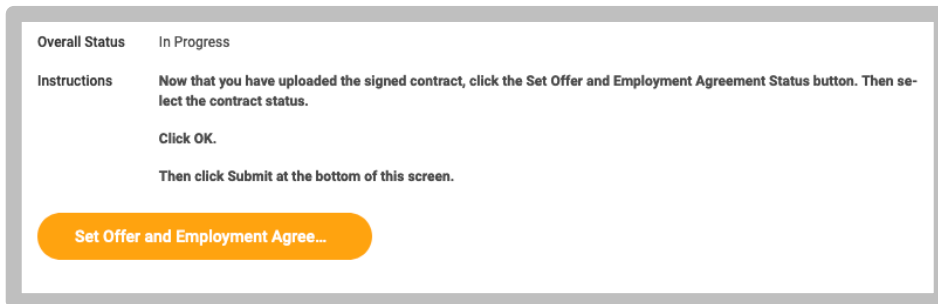 Overall Status In Progress
Instructions Now that you have uploaded the signed contract, click the Set Offer and Employment Agreement Status button. Then se-
lect the contract status.
Click OK.
Then click Submit at the bottom of this screen.
Set Offer and Employment Agree...